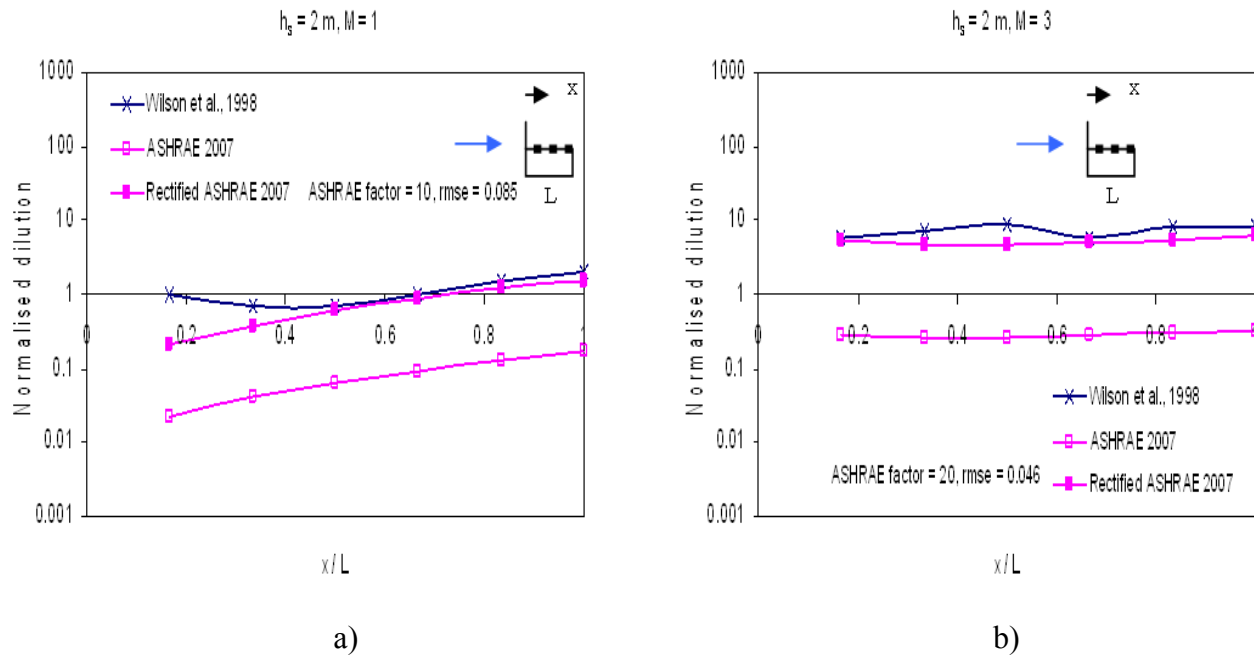 h_s = 2 m, M = 1
1000
100
10
1
0.1
0.01
0.001
Normalised dilution
Wilson et al., 1998
ASHRAE 2007
Rectified ASHRAE 2007 ASHRAE factor = 10, rmse = 0.085
x
L
0
0.2
0.4
0.6
0.8
1
x / L
a)
h_s = 2 m, M = 3
1000
100
10
1
0.1
0.01
0.001
Normalised dilution
x
L
0
0.2
0.4
0.6
0.8
Wilson et al., 1998
ASHRAE 2007
ASHRAE factor = 20, rmse = 0.046
Rectified ASHRAE 2007
x / L
b)